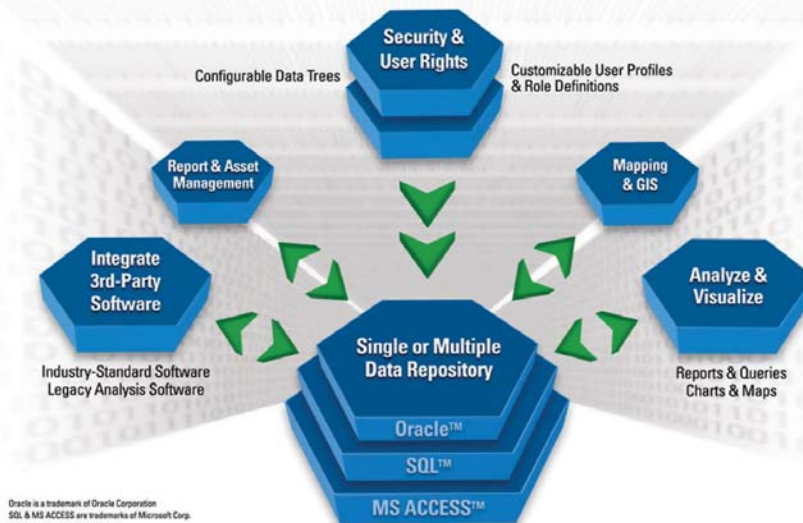 Security &
User Rights
Configurable Data Trees
Customizable User Profiles
& Role Definitions
Report & Asset
Management
Mapping
& GIS
Integrate
3rd-Party
Software
Analyze &
Visualize
Single or Multiple
Data Repository
Industry-Standard Software
Legacy Analysis Software
Reports & Queries
Charts & Maps
Oracle™
SQL™
MS ACCESS™
Oracle is a trademark of Oracle Corporation
SQL & MS ACCESS are trademarks of Microsoft Corp.